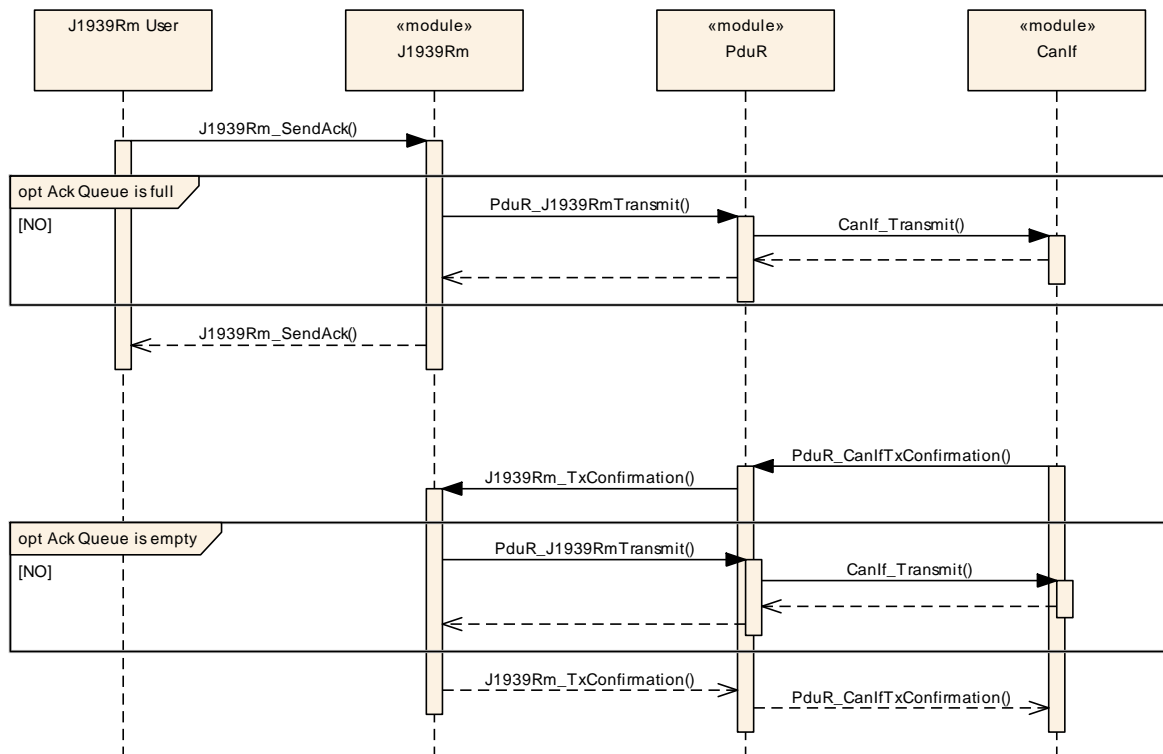 J1939Rm User
«module»
J1939Rm
«module»
PduR
«module»
CanIf
J1939Rm_SendAck()
opt Ack Queue is full
[NO]
PduR_J1939RmTransmit()
CanIf_Transmit()
J1939Rm_SendAck()
PduR_CanIfTxConfirmation()
J1939Rm_TxConfirmation()
opt Ack Queue is empty
[NO]
PduR_J1939RmTransmit()
CanIf_Transmit()
J1939Rm_TxConfirmation()
PduR_CanIfTxConfirmation()